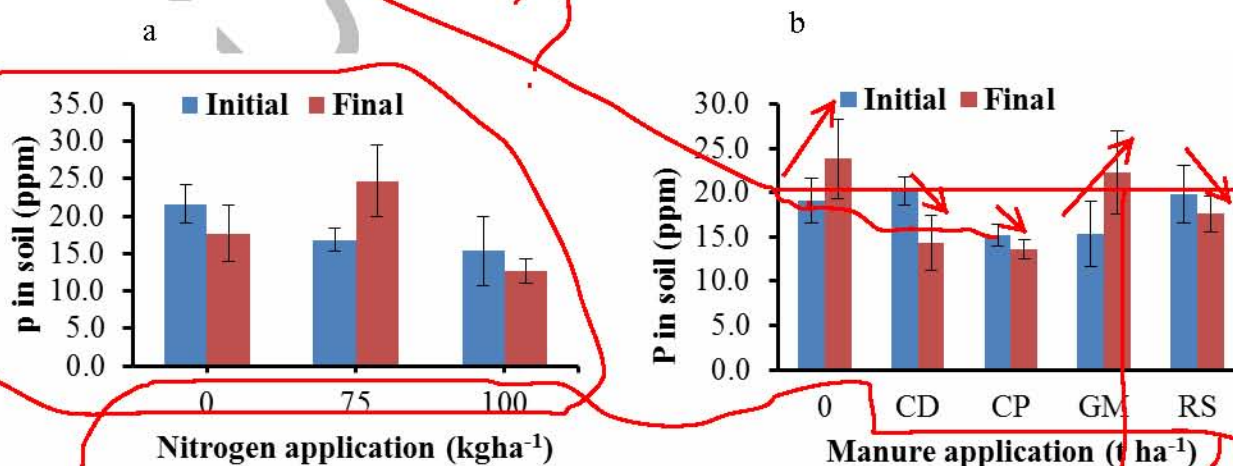 a
35.0
30.0
25.0
20.0
15.0
10.0
5.0
0.0
p in soil (ppm)
Initial Final
0 75 100
Nitrogen application (kgha⁻¹)
b
30.0
25.0
20.0
15.0
10.0
5.0
0.0
P in soil (ppm)
Initial Final
0 CD CP GM RS
Manure application (t ha⁻¹)